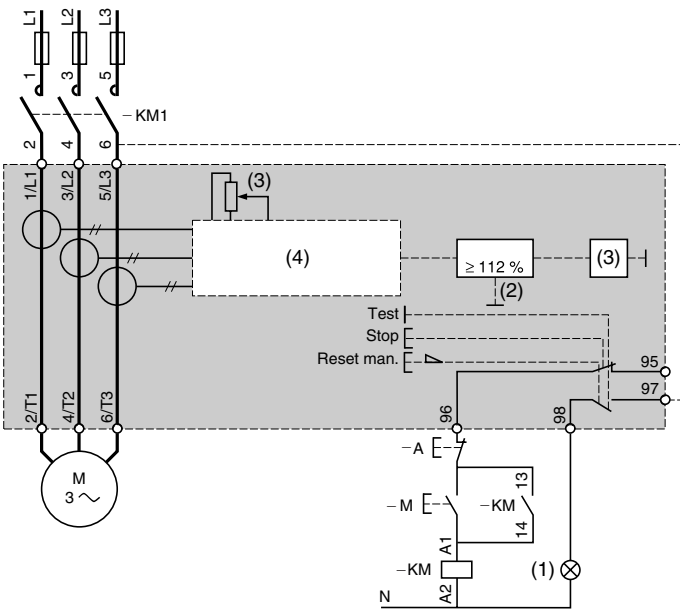 L1 L2 L3
1 3 5
–KM1
2 4 6
1/L1 3/L2 5/L3
(3)
(4)
≥ 112 %
(3)
(2)
Test
Stop
Reset man.
95
97
2/T1 4/T2 6/T3
96
98
–A
M
3
13
–M
–KM
14
A1
–KM
(1)
A2
N